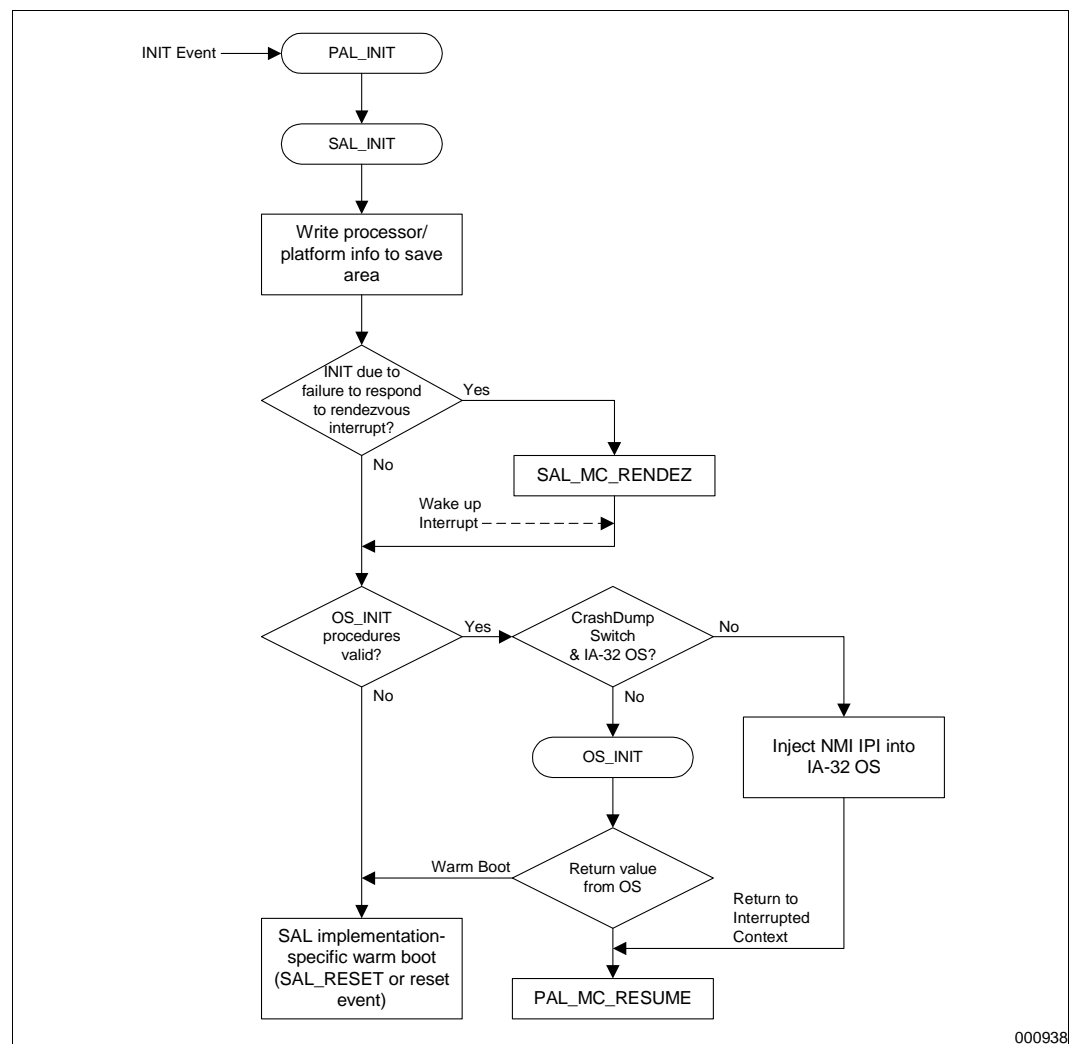 INIT Event
PAL_INIT
SAL_INIT
Write processor/
platform info to save
area
INIT due to
failure to respond
to rendezvous
interrupt?
Yes
No
SAL_MC_RENDEZ
Wake up
Interrupt
OS_INIT
procedures
valid?
Yes
No
CrashDump
Switch
& IA-32 OS?
No
No
Inject NMI IPI into
IA-32 OS
OS_INIT
Return value
from OS
Warm Boot
Return to
Interrupted
Context
SAL implementation-
specific warm boot
(SAL_RESET or reset
event)
PAL_MC_RESUME
000938